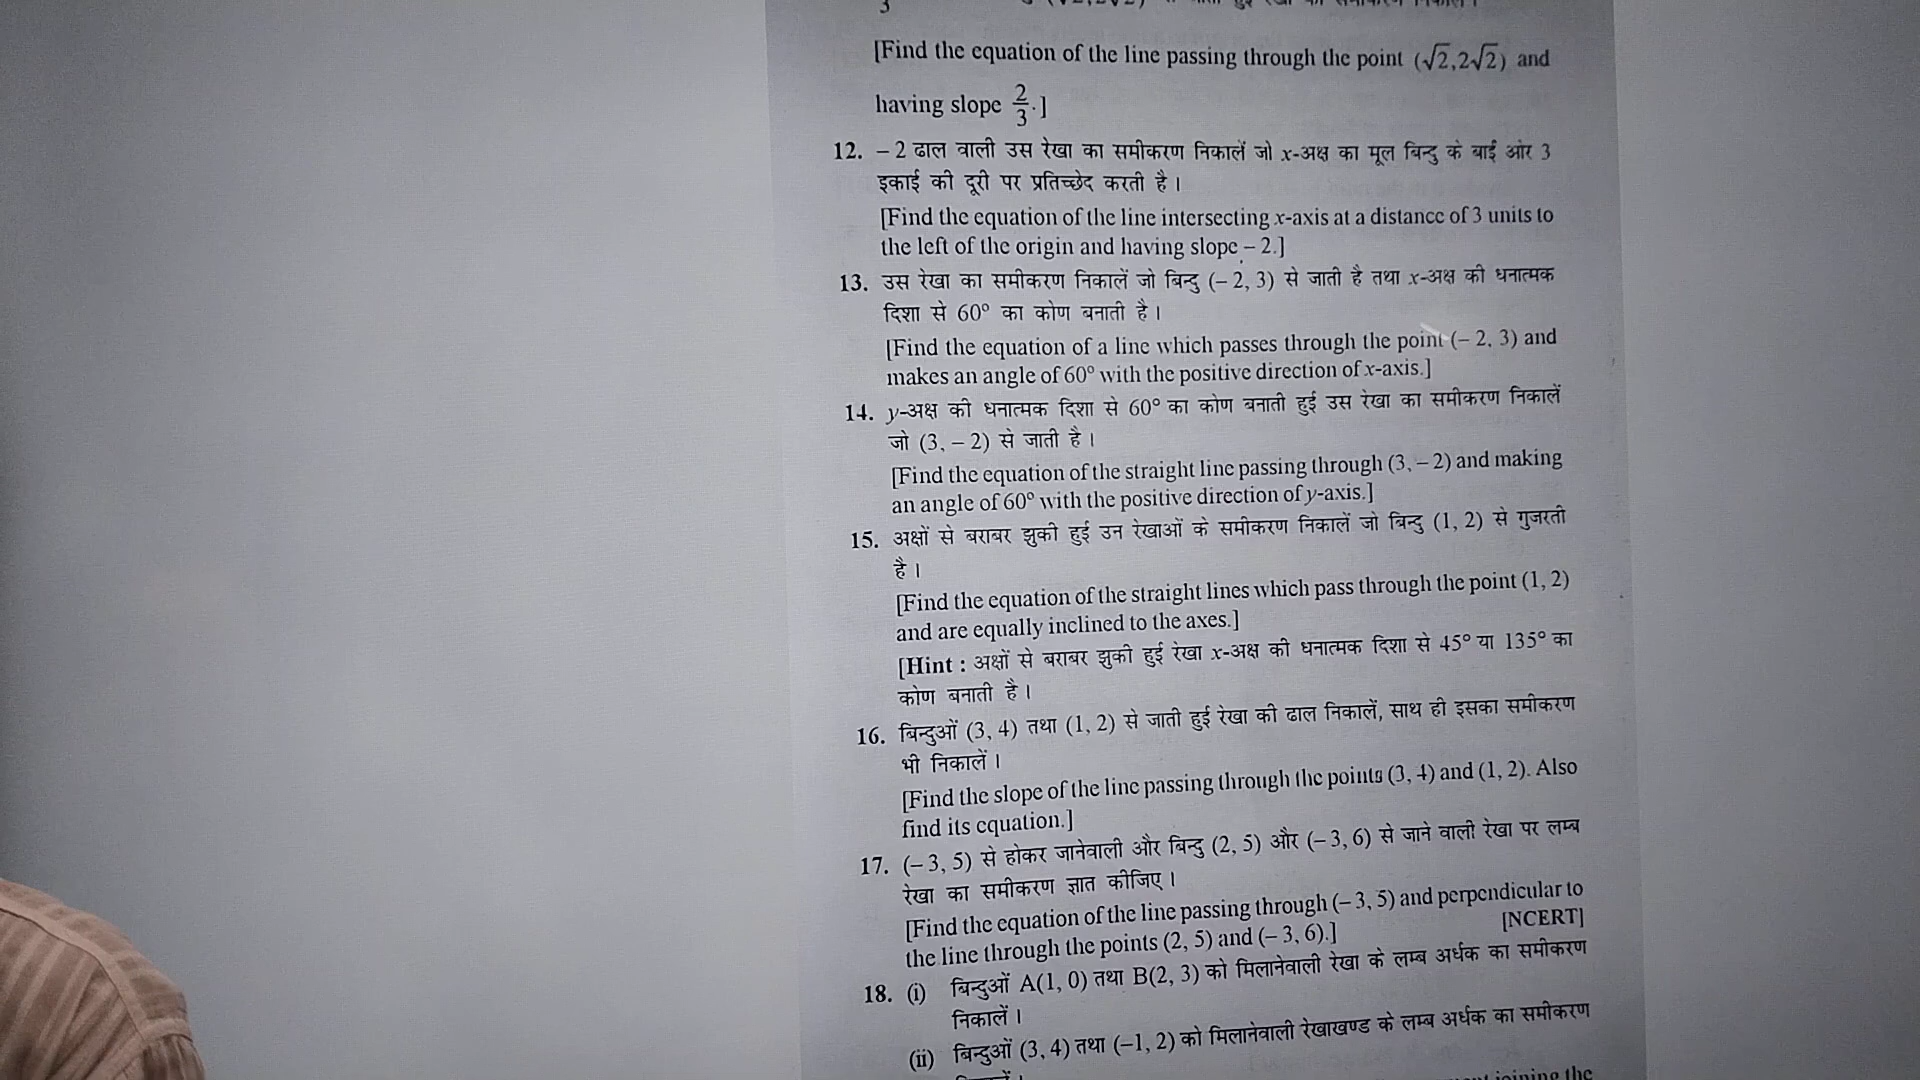 3
[Find the equation of the line passing through the point (√2,2√2) and
having slope 2/3.]
12. – 2 ढाल वाली उस रेखा का समीकरण निकालें जो x-अक्ष का मूल बिन्दु के बाईं ओर 3
इकाई की दूरी पर प्रतिच्छेद करती है।
[Find the equation of the line intersecting x-axis at a distance of 3 units to
the left of the origin and having slope – 2.]
13. उस रेखा का समीकरण निकालें जो बिन्दु (– 2, 3) से जाती है तथा x-अक्ष की धनात्मक
दिशा से 60° का कोण बनाती है।
[Find the equation of a line which passes through the point (– 2, 3) and
makes an angle of 60° with the positive direction of x-axis.]
14. y-अक्ष की धनात्मक दिशा से 60° का कोण बनाती हुई उस रेखा का समीकरण निकालें
जो (3, – 2) से जाती है।
[Find the equation of the straight line passing through (3, – 2) and making
an angle of 60° with the positive direction of y-axis.]
15. अक्षों से बराबर झुकी हुई उन रेखाओं के समीकरण निकालें जो बिन्दु (1, 2) से गुजरती
है।
[Find the equation of the straight lines which pass through the point (1, 2)
and are equally inclined to the axes.]
[Hint : अक्षों से बराबर झुकी हुई रेखा x-अक्ष की धनात्मक दिशा से 45° या 135° का
कोण बनाती है।
16. बिन्दुओं (3, 4) तथा (1, 2) से जाती हुई रेखा की ढाल निकालें, साथ ही इसका समीकरण
भी निकालें।
[Find the slope of the line passing through the points (3, 4) and (1, 2). Also
find its equation.]
17. (– 3, 5) से होकर जानेवाली और बिन्दु (2, 5) और (– 3, 6) से जाने वाली रेखा पर लम्ब
रेखा का समीकरण ज्ञात कीजिए।
[Find the equation of the line passing through (– 3, 5) and perpendicular to
the line through the points (2, 5) and (– 3, 6).] [NCERT]
18. (i) बिन्दुओं A(1, 0) तथा B(2, 3) को मिलानेवाली रेखा के लम्ब अर्धक का समीकरण
निकालें।
(ii) बिन्दुओं (3, 4) तथा (–1, 2) को मिलानेवाली रेखाखण्ड के लम्ब अर्धक का समीकरण
joining the